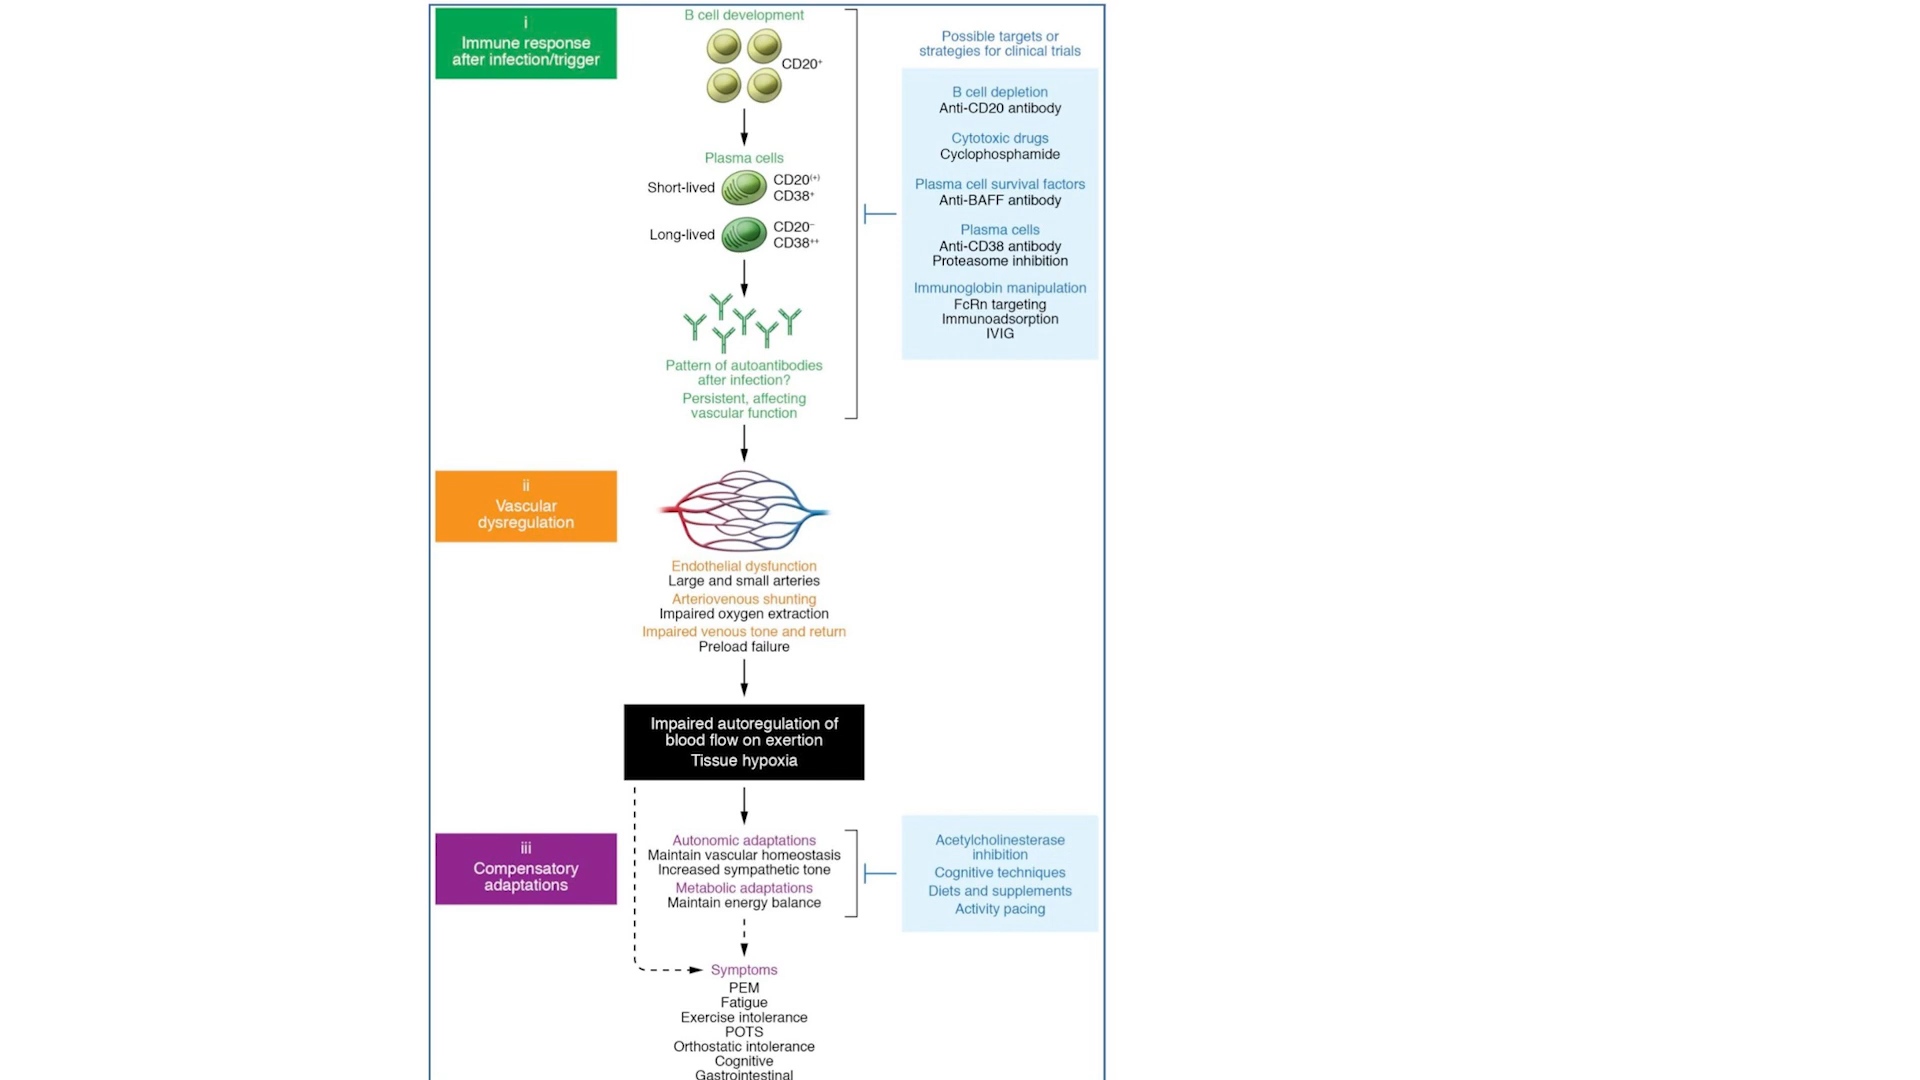 i
Immune response
after infection/trigger
B cell development
CD20⁺
Plasma cells
Short-lived
CD20⁽⁺⁾
CD38⁺
Long-lived
CD20⁻
CD38⁺⁺
Pattern of autoantibodies
after infection?
Persistent, affecting
vascular function
Possible targets or
strategies for clinical trials
B cell depletion
Anti-CD20 antibody
Cytotoxic drugs
Cyclophosphamide
Plasma cell survival factors
Anti-BAFF antibody
Plasma cells
Anti-CD38 antibody
Proteasome inhibition
Immunoglobin manipulation
FcRn targeting
Immunoadsorption
IVIG
ii
Vascular
dysregulation
Endothelial dysfunction
Large and small arteries
Arteriovenous shunting
Impaired oxygen extraction
Impaired venous tone and return
Preload failure
Impaired autoregulation of
blood flow on exertion
Tissue hypoxia
iii
Compensatory
adaptations
Autonomic adaptations
Maintain vascular homeostasis
Increased sympathetic tone
Metabolic adaptations
Maintain energy balance
Acetylcholinesterase
inhibition
Cognitive techniques
Diets and supplements
Activity pacing
Symptoms
PEM
Fatigue
Exercise intolerance
POTS
Orthostatic intolerance
Cognitive
Gastrointestinal